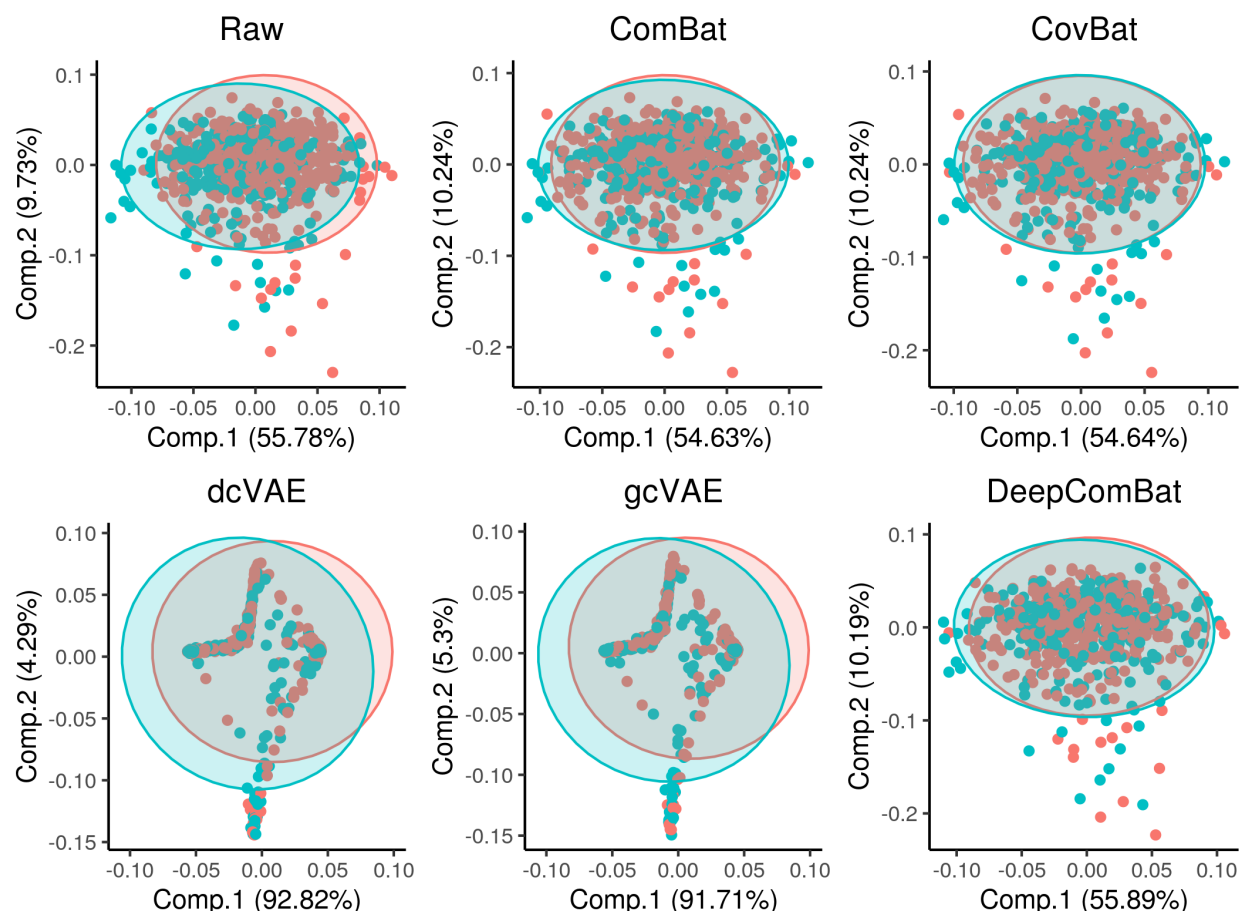 Raw
ComBat
CovBat
Comp.2 (9.73%)
0.1
0.0
-0.1
-0.2
-0.10 -0.05 0.00 0.05 0.10
Comp.1 (55.78%)
Comp.2 (10.24%)
0.1
0.0
-0.1
-0.2
-0.10 -0.05 0.00 0.05 0.10
Comp.1 (54.63%)
Comp.2 (10.24%)
0.1
0.0
-0.1
-0.2
-0.10 -0.05 0.00 0.05 0.10
Comp.1 (54.64%)
dcVAE
gcVAE
DeepComBat
Comp.2 (4.29%)
0.10
0.05
0.00
-0.05
-0.10
-0.15
-0.10 -0.05 0.00 0.05 0.10
Comp.1 (92.82%)
Comp.2 (5.3%)
0.10
0.05
0.00
-0.05
-0.10
-0.15
-0.10 -0.05 0.00 0.05 0.10
Comp.1 (91.71%)
Comp.2 (10.19%)
0.1
0.0
-0.1
-0.2
-0.10 -0.05 0.00 0.05 0.10
Comp.1 (55.89%)